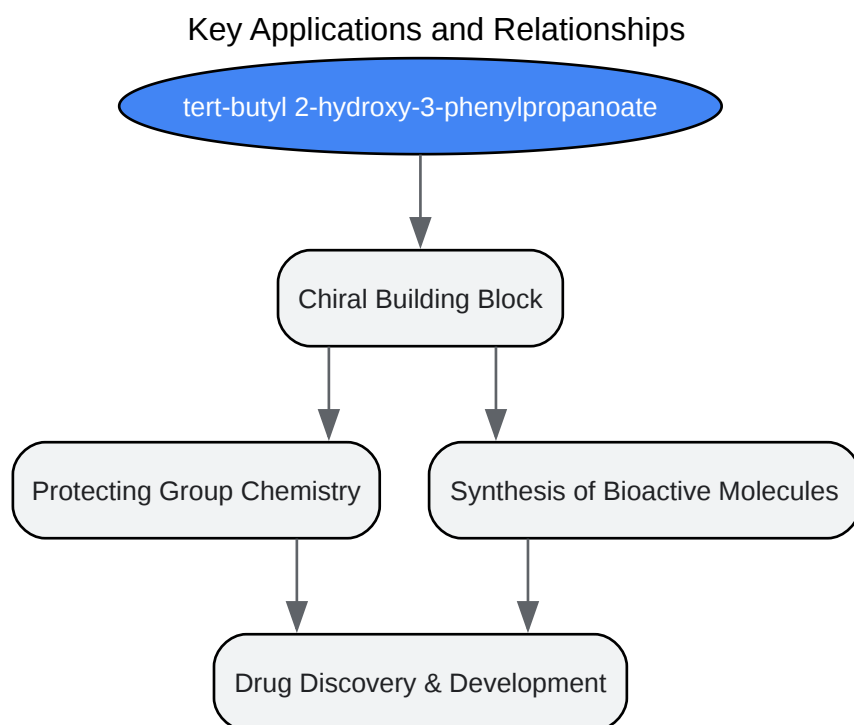 Key Applications and Relationships
tert-butyl 2-hydroxy-3-phenylpropanoate
Chiral Building Block
Protecting Group Chemistry
Synthesis of Bioactive Molecules
Drug Discovery & Development